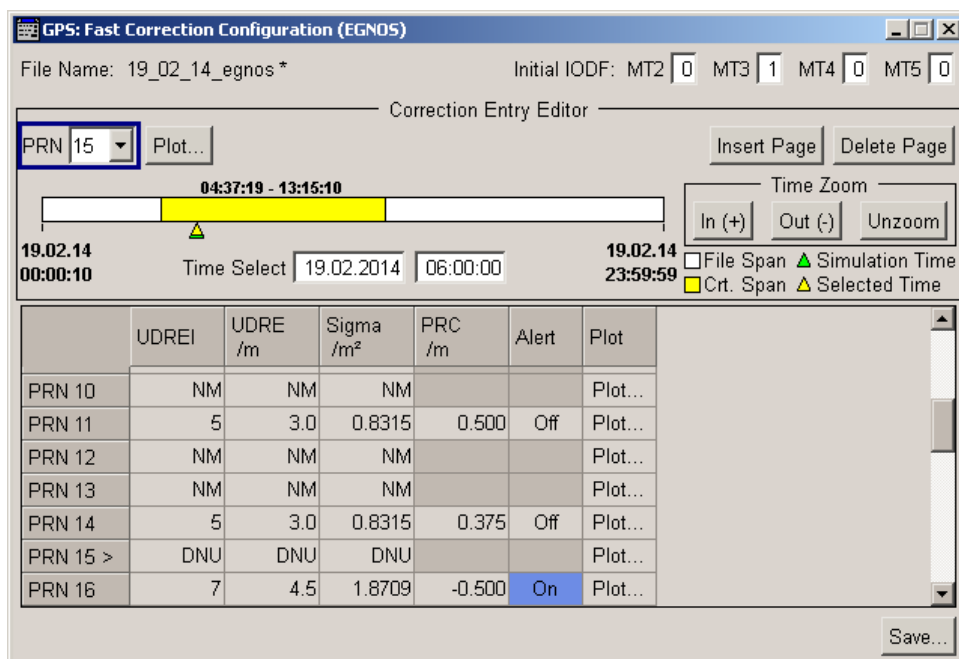 GPS: Fast Correction Configuration (EGNOS)
File Name: 19_02_14_egnos * Initial IODF: MT2 0 MT3 1 MT4 0 MT5 0
Correction Entry Editor
PRN 15 Plot... Insert Page Delete Page
04:37:19 - 13:15:10
Time Zoom
In (+) Out (-) Unzoom
19.02.14
00:00:10
Time Select 19.02.2014 06:00:00
19.02.14
23:59:59
File Span Simulation Time
Crt. Span Selected Time
UDREI UDRE /m Sigma /m² PRC /m Alert Plot
PRN 10 NM NM NM Plot...
PRN 11 5 3.0 0.8315 0.500 Off Plot...
PRN 12 NM NM NM Plot...
PRN 13 NM NM NM Plot...
PRN 14 5 3.0 0.8315 0.375 Off Plot...
PRN 15 > DNU DNU DNU Plot...
PRN 16 7 4.5 1.8709 -0.500 On Plot...
Save...